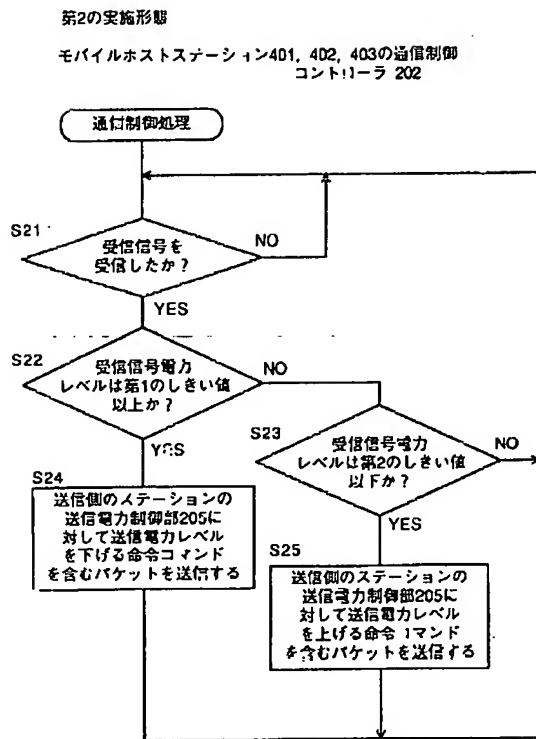 第2の実施形態
モバイルホストステーション401, 402, 403の通信制御
コントローラ 202
通信制御処理
S21
受信信号を
受信したか?
NO
YES
S22
受信信号電力
レベルは第1のしきい値
以上か?
NO
YES
S23
受信信号電力
レベルは第2のしきい値
以下か?
NO
YES
S24
送信側のステーションの
送信電力制御部205に
対して送信電力レベル
を下げる命令コマンド
を含むパケットを送信する
S25
送信側のステーションの
送信電力制御部205に
対して送信電力レベル
を上げる命令コマンド
を含むパケットを送信する